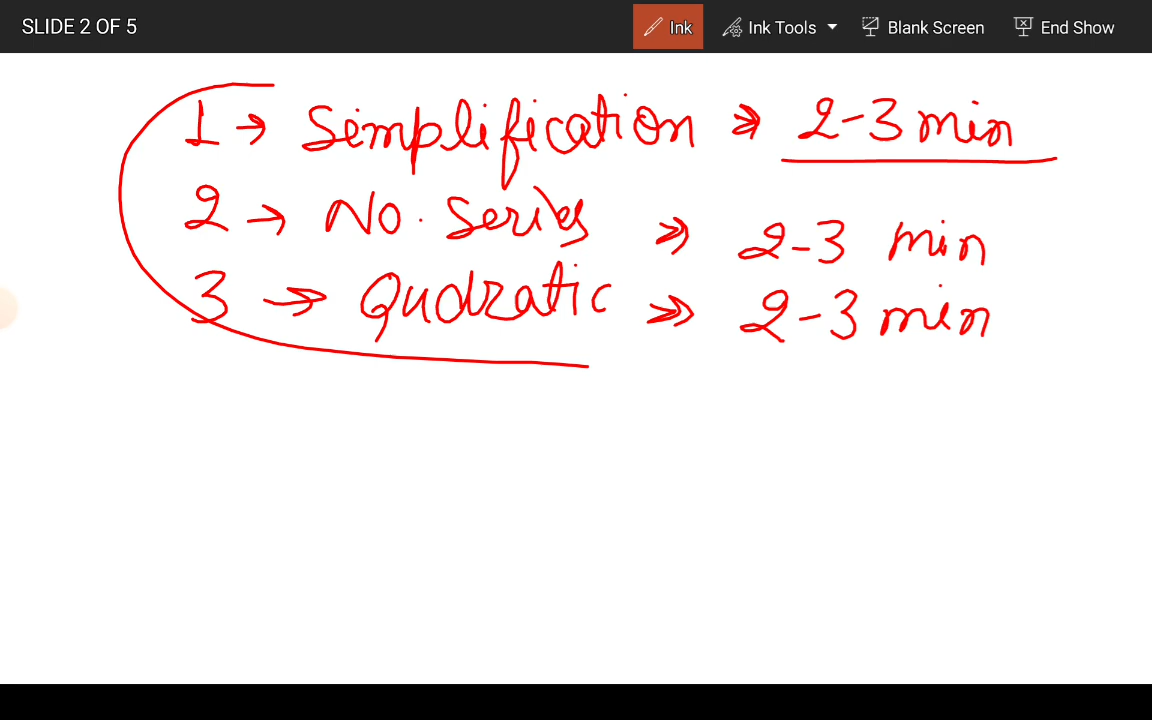 SLIDE 2 OF 5
Ink
Ink Tools
Blank Screen
End Show
1 → Simplification ⇒ 2-3 min
2 → No. Series ⇒ 2-3 min
3 → Qudratic ⇒ 2-3 min